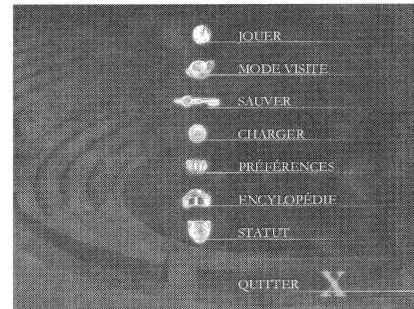 JOUER
MODE VISITE
SAUVER
CHARGER
PRÉFÉRENCES
ENCYLOPÉDIE
STATUT
QUITTER X